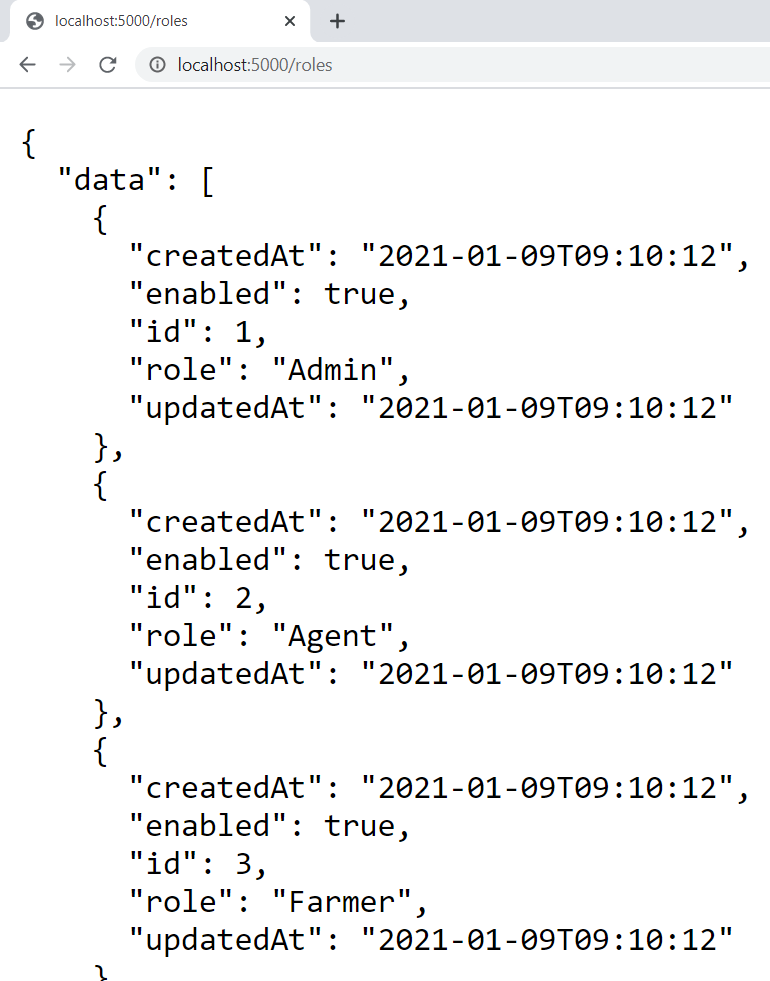 localhost:5000/roles
localhost:5000/roles
{
  "data": [
    {
      "createdAt": "2021-01-09T09:10:12",
      "enabled": true,
      "id": 1,
      "role": "Admin",
      "updatedAt": "2021-01-09T09:10:12"
    },
    {
      "createdAt": "2021-01-09T09:10:12",
      "enabled": true,
      "id": 2,
      "role": "Agent",
      "updatedAt": "2021-01-09T09:10:12"
    },
    {
      "createdAt": "2021-01-09T09:10:12",
      "enabled": true,
      "id": 3,
      "role": "Farmer",
      "updatedAt": "2021-01-09T09:10:12"
    }